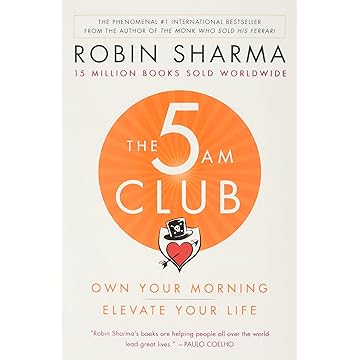 THE PHENOMENAL #1 INTERNATIONAL BESTSELLER
FROM THE AUTHOR OF THE MONK WHO SOLD HIS FERRARI
ROBIN SHARMA
15 MILLION BOOKS SOLD WORLDWIDE
THE 5 AM
CLUB
OWN YOUR MORNING
ELEVATE YOUR LIFE
"Robin Sharma's books are helping people all over the world
lead great lives." —PAULO COELHO